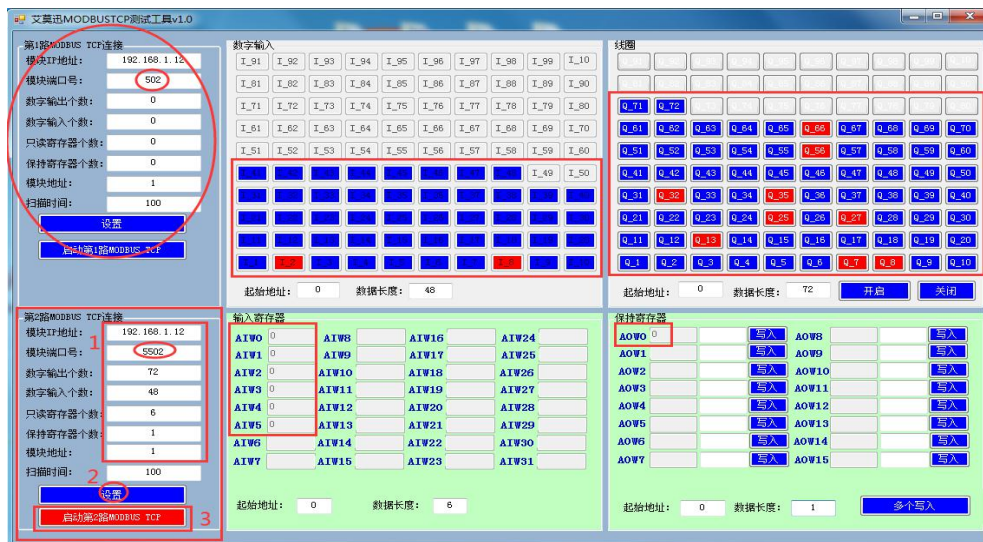 艾莫迅MODBUSTCP测试工具v1.0
第1路MODBUS TCP连接
模块IP地址: 192.168.1.12
模块端口号: 502
数字输出个数: 0
数字输入个数: 0
只读寄存器个数: 0
保持寄存器个数: 0
模块地址: 1
扫描时间: 100
设置
启动第1路MODBUS TCP
数字输入
I_91 I_92 I_93 I_94 I_95 I_96 I_97 I_98 I_99 I_10
I_81 I_82 I_83 I_84 I_85 I_86 I_87 I_88 I_89 I_90
I_71 I_72 I_73 I_74 I_75 I_76 I_77 I_78 I_79 I_80
I_61 I_62 I_63 I_64 I_65 I_66 I_67 I_68 I_69 I_70
I_51 I_52 I_53 I_54 I_55 I_56 I_57 I_58 I_59 I_60
I_49 I_50
起始地址: 0 数据长度: 48
线圈
Q_71 Q_72
Q_61 Q_62 Q_63 Q_64 Q_65 Q_66 Q_67 Q_68 Q_69 Q_70
Q_51 Q_52 Q_53 Q_54 Q_55 Q_56 Q_57 Q_58 Q_59 Q_60
Q_41 Q_42 Q_43 Q_44 Q_45 Q_46 Q_47 Q_48 Q_49 Q_50
Q_31 Q_32 Q_33 Q_34 Q_35 Q_36 Q_37 Q_38 Q_39 Q_40
Q_21 Q_22 Q_23 Q_24 Q_25 Q_26 Q_27 Q_28 Q_29 Q_30
Q_11 Q_12 Q_13 Q_14 Q_15 Q_16 Q_17 Q_18 Q_19 Q_20
Q_1 Q_2 Q_3 Q_4 Q_5 Q_6 Q_7 Q_8 Q_9 Q_10
起始地址: 0 数据长度: 72 开启 关闭
第2路MODBUS TCP连接
模块IP地址: 192.168.1.12
1
模块端口号: 5502
数字输出个数: 72
数字输入个数: 48
只读寄存器个数: 6
保持寄存器个数: 1
模块地址: 1
扫描时间: 100
2
设置
启动第2路MODBUS TCP 3
输入寄存器
AIW0 0 AIW8 AIW16 AIW24
AIW1 0 AIW9 AIW17 AIW25
AIW2 0 AIW10 AIW18 AIW26
AIW3 0 AIW11 AIW19 AIW27
AIW4 0 AIW12 AIW20 AIW28
AIW5 0 AIW13 AIW21 AIW29
AIW6 AIW14 AIW22 AIW30
AIW7 AIW15 AIW23 AIW31
起始地址: 0 数据长度: 6
保持寄存器
AOW0 0 写入 AOW8 写入
AOW1 写入 AOW9 写入
AOW2 写入 AOW10 写入
AOW3 写入 AOW11 写入
AOW4 写入 AOW12 写入
AOW5 写入 AOW13 写入
AOW6 写入 AOW14 写入
AOW7 写入 AOW15 写入
起始地址: 0 数据长度: 1 多个写入